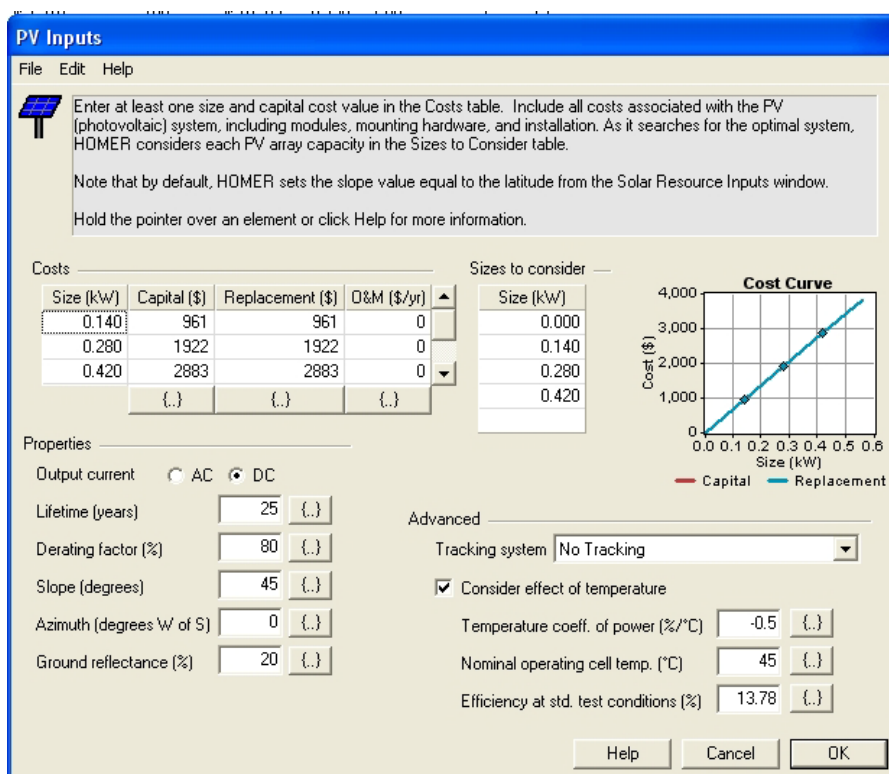 PV Inputs
File Edit Help
Enter at least one size and capital cost value in the Costs table. Include all costs associated with the PV
(photovoltaic) system, including modules, mounting hardware, and installation. As it searches for the optimal system,
HOMER considers each PV array capacity in the Sizes to Consider table.
Note that by default, HOMER sets the slope value equal to the latitude from the Solar Resource Inputs window.
Hold the pointer over an element or click Help for more information.
Costs
Size (kW) Capital ($) Replacement ($) O&M ($/yr)
0.140 961 961 0
0.280 1922 1922 0
0.420 2883 2883 0
{..} {..} {..}
Sizes to consider
Size (kW)
0.000
0.140
0.280
0.420
Cost Curve
4,000
3,000
2,000
1,000
0
Cost ($)
0.0 0.1 0.2 0.3 0.4 0.5 0.6
Size (kW)
Capital Replacement
Properties
Output current AC DC
Lifetime (years) 25 {..}
Derating factor (%) 80 {..}
Slope (degrees) 45 {..}
Azimuth (degrees W of S) 0 {..}
Ground reflectance (%) 20 {..}
Advanced
Tracking system No Tracking
Consider effect of temperature
Temperature coeff. of power (%/°C) -0.5 {..}
Nominal operating cell temp. (°C) 45 {..}
Efficiency at std. test conditions (%) 13.78 {..}
Help Cancel OK